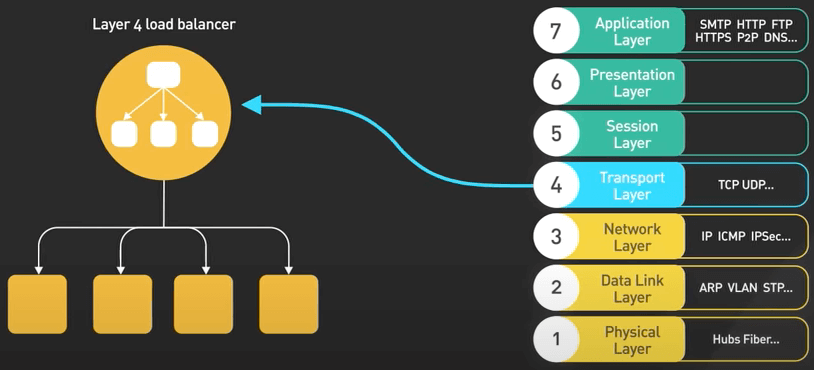 Layer 4 load balancer
7
Application
Layer
SMTP HTTP FTP
HTTPS P2P DNS...
6
Presentation
Layer
5
Session
Layer
4
Transport
Layer
TCP UDP...
3
Network
Layer
IP ICMP IPSec...
2
Data Link
Layer
ARP VLAN STP...
1
Physical
Layer
Hubs Fiber...